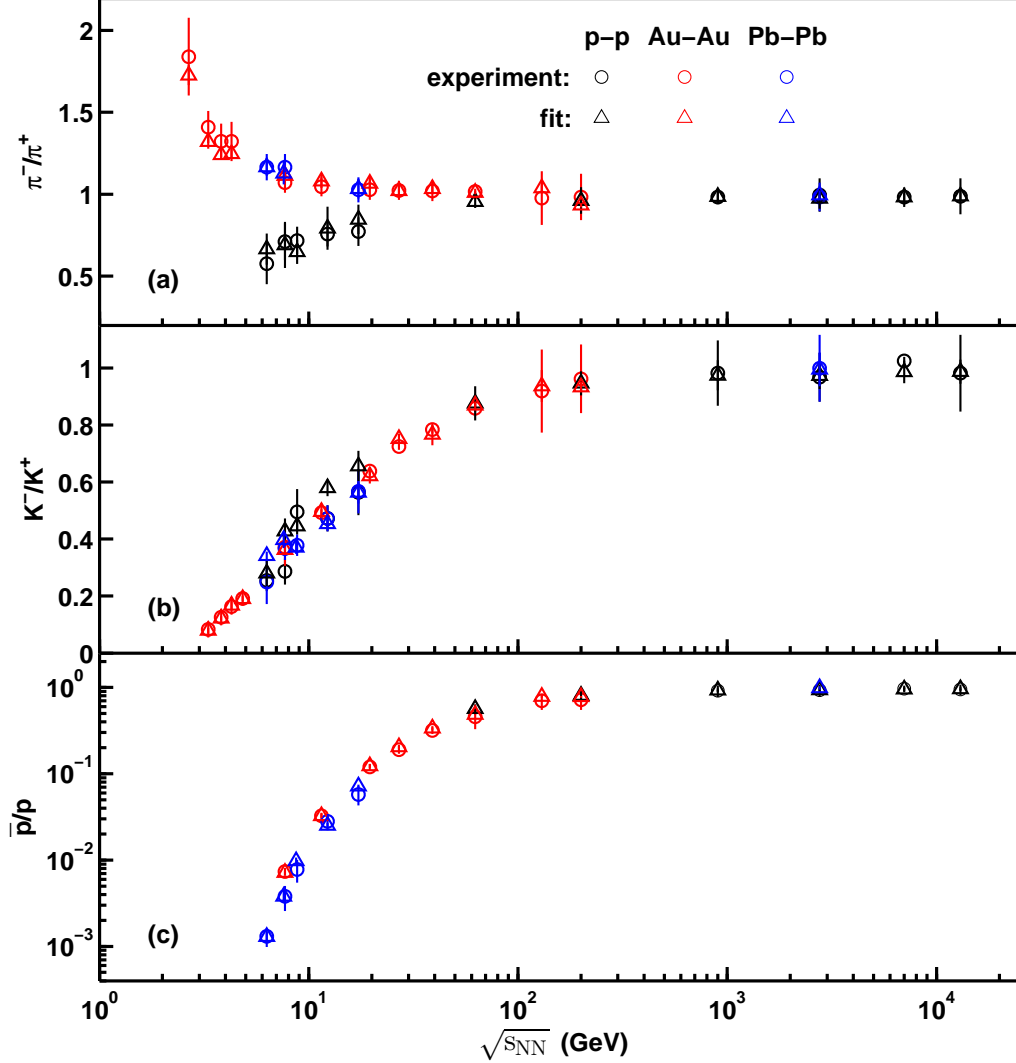 2
1.5
1
0.5
π⁻/π⁺
p−p Au−Au Pb−Pb
experiment:
fit:
(a)
1
0.8
0.6
0.4
0.2
0
K⁻/K⁺
(b)
10⁰
10⁻¹
10⁻²
10⁻³
p̅/p
(c)
10⁰ 10¹ 10² 10³ 10⁴
√s_NN (GeV)